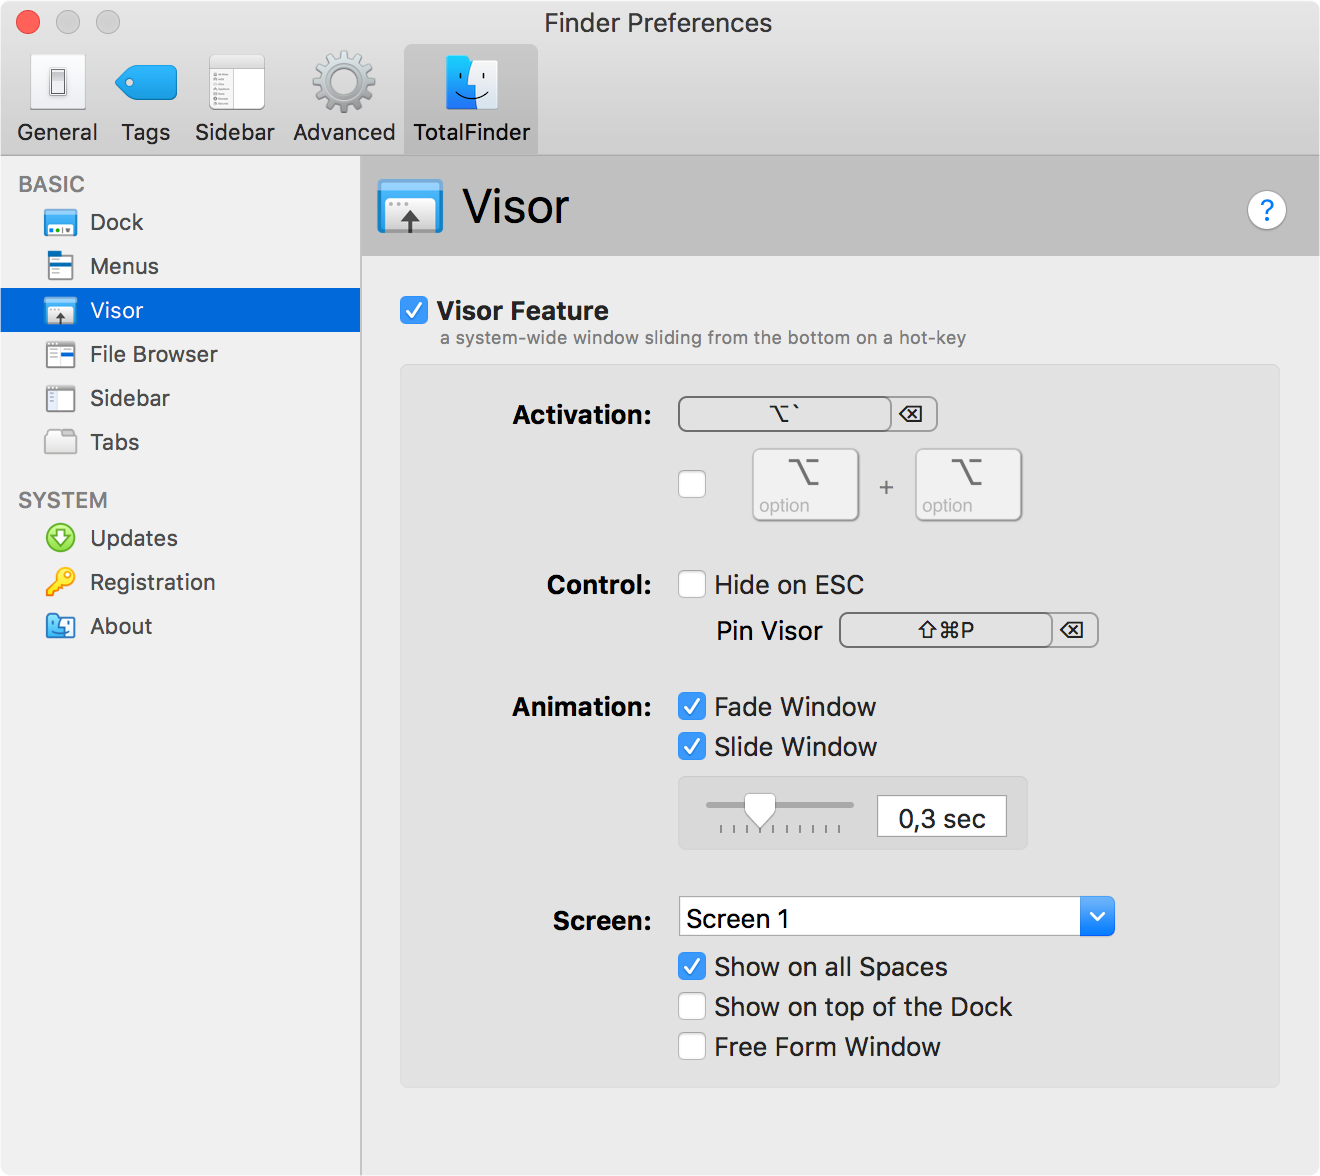 Finder Preferences
General Tags Sidebar Advanced TotalFinder
BASIC
Dock
Menus
Visor
File Browser
Sidebar
Tabs
SYSTEM
Updates
Registration
About
Visor
?
Visor Feature
a system-wide window sliding from the bottom on a hot-key
Activation: ⌥`
⌥ option + ⌥ option
Control: Hide on ESC
Pin Visor ⇧⌘P
Animation: Fade Window
Slide Window
0,3 sec
Screen: Screen 1
Show on all Spaces
Show on top of the Dock
Free Form Window